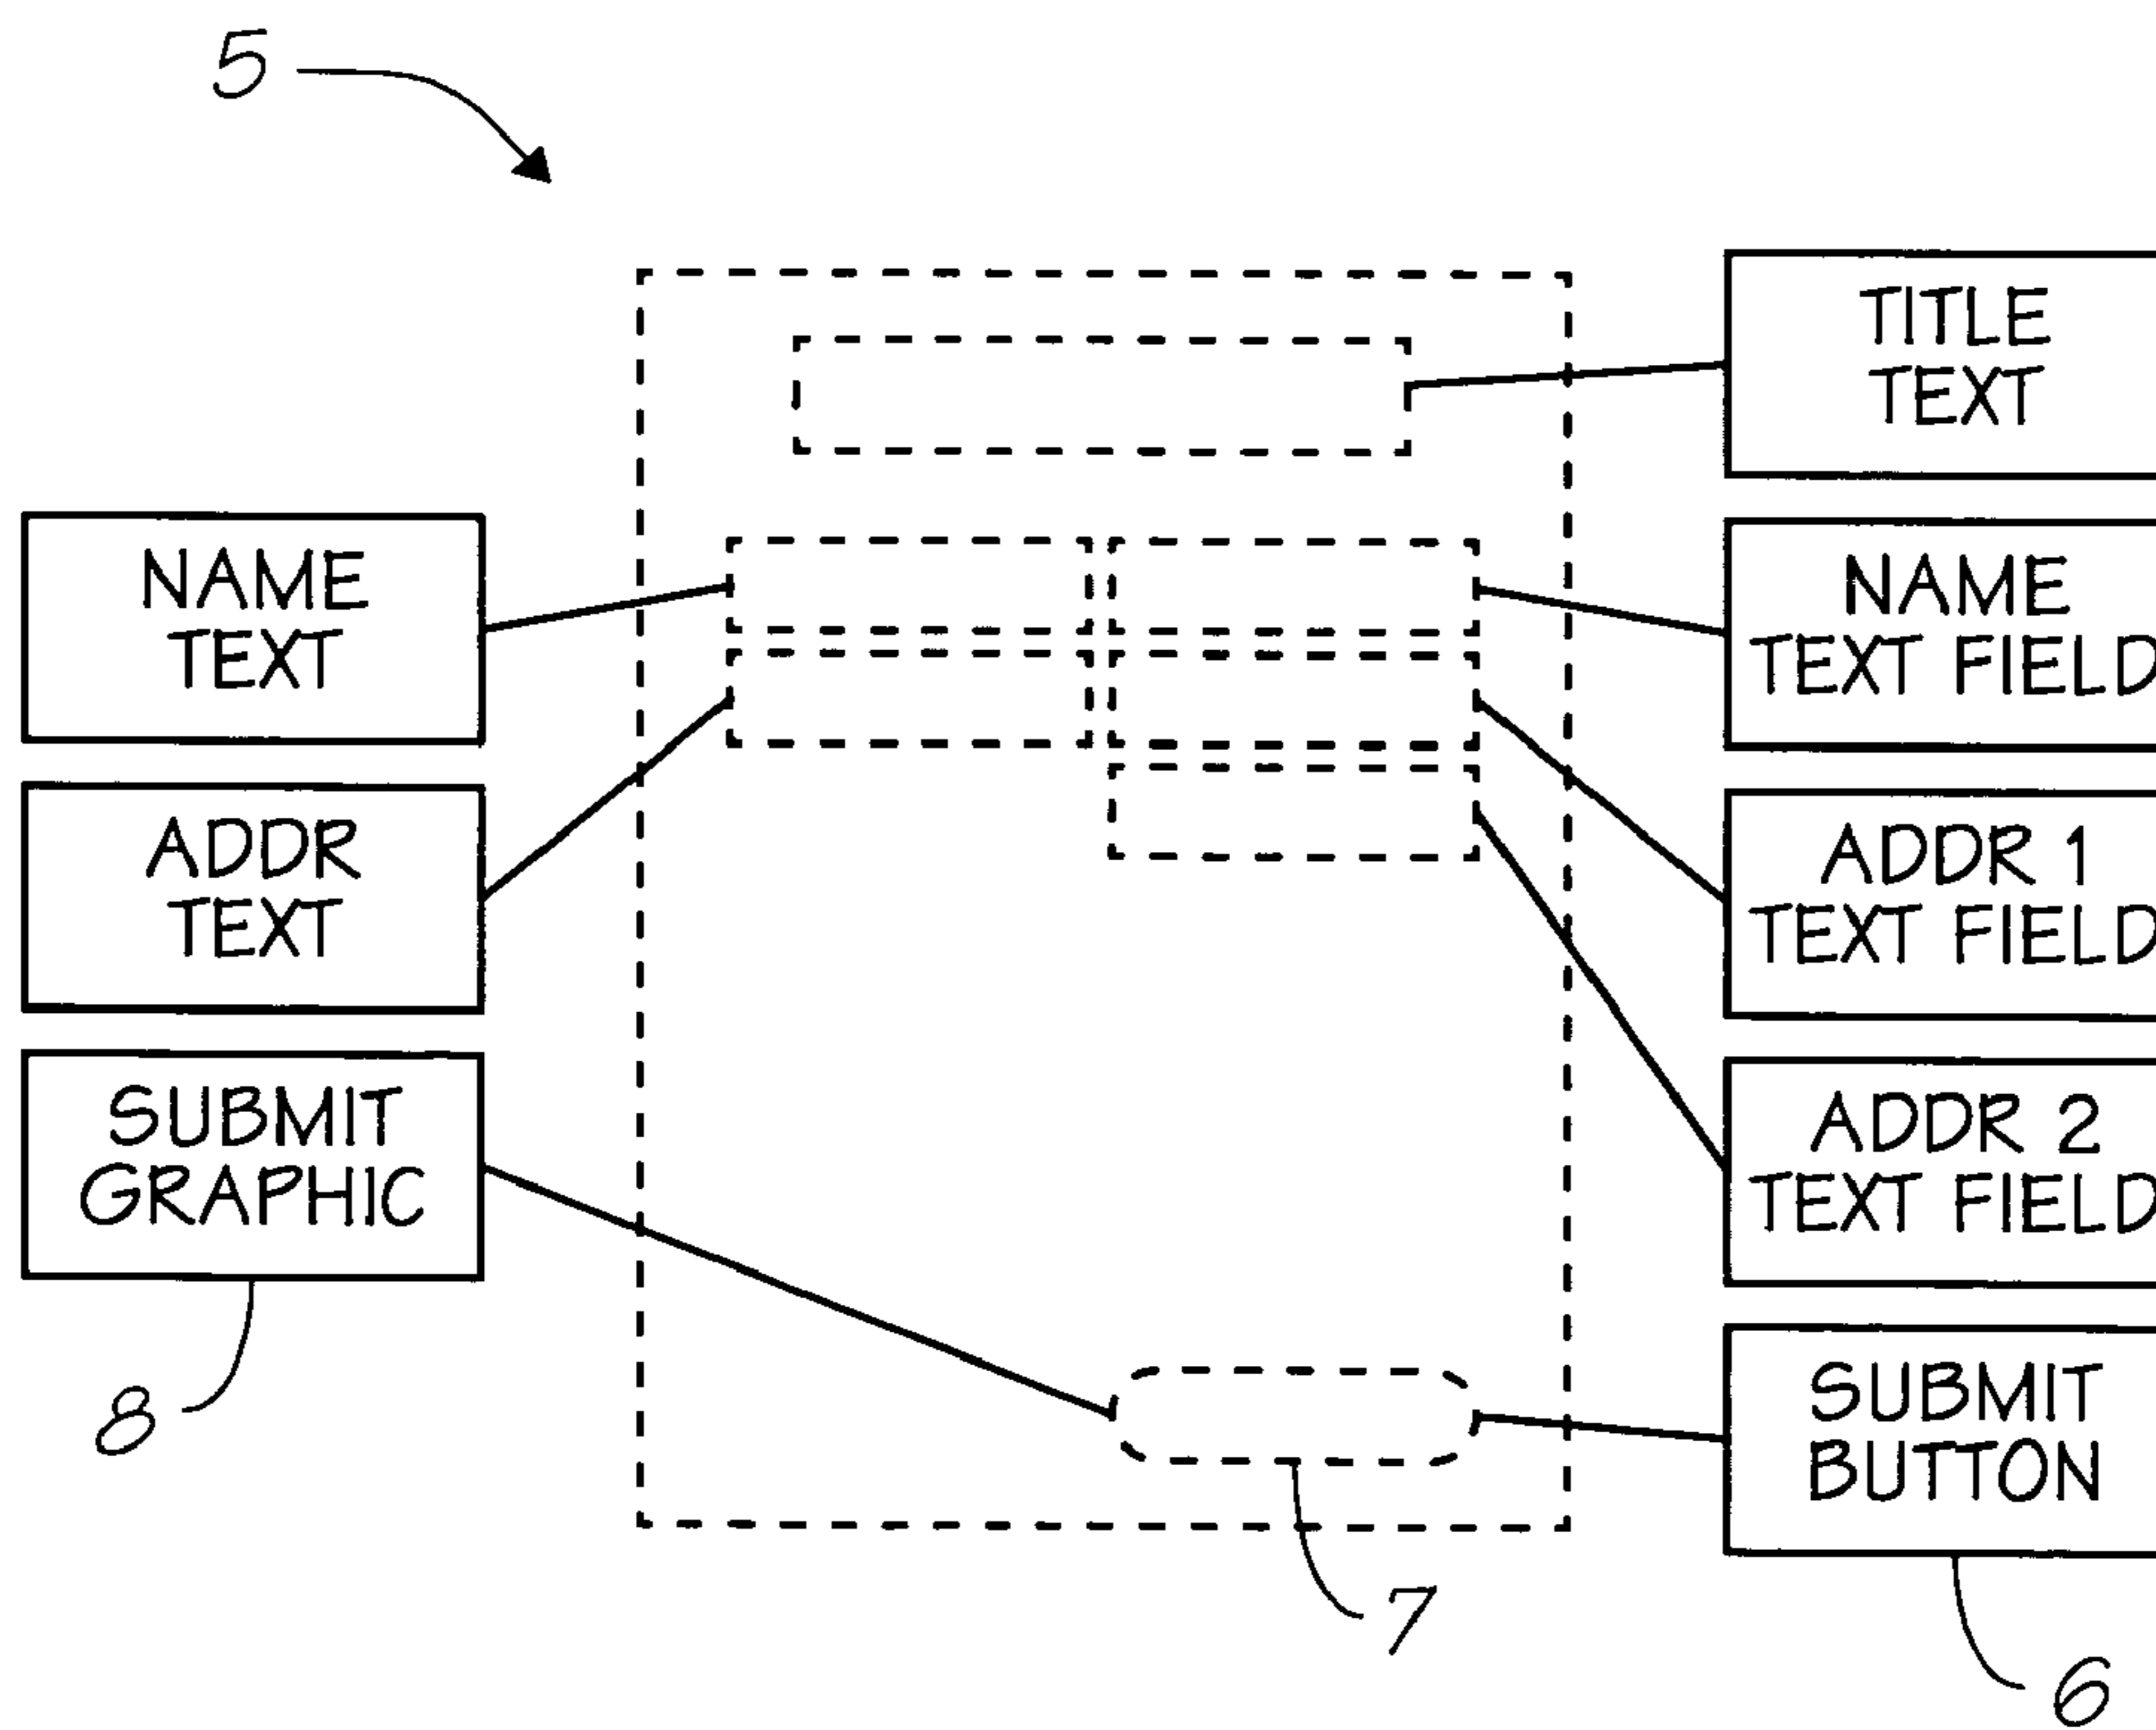 5
TITLE
TEXT
NAME
TEXT
NAME
TEXT FIELD
ADDR
TEXT
ADDR 1
TEXT FIELD
SUBMIT
GRAPHIC
ADDR 2
TEXT FIELD
SUBMIT
BUTTON
8
7
6